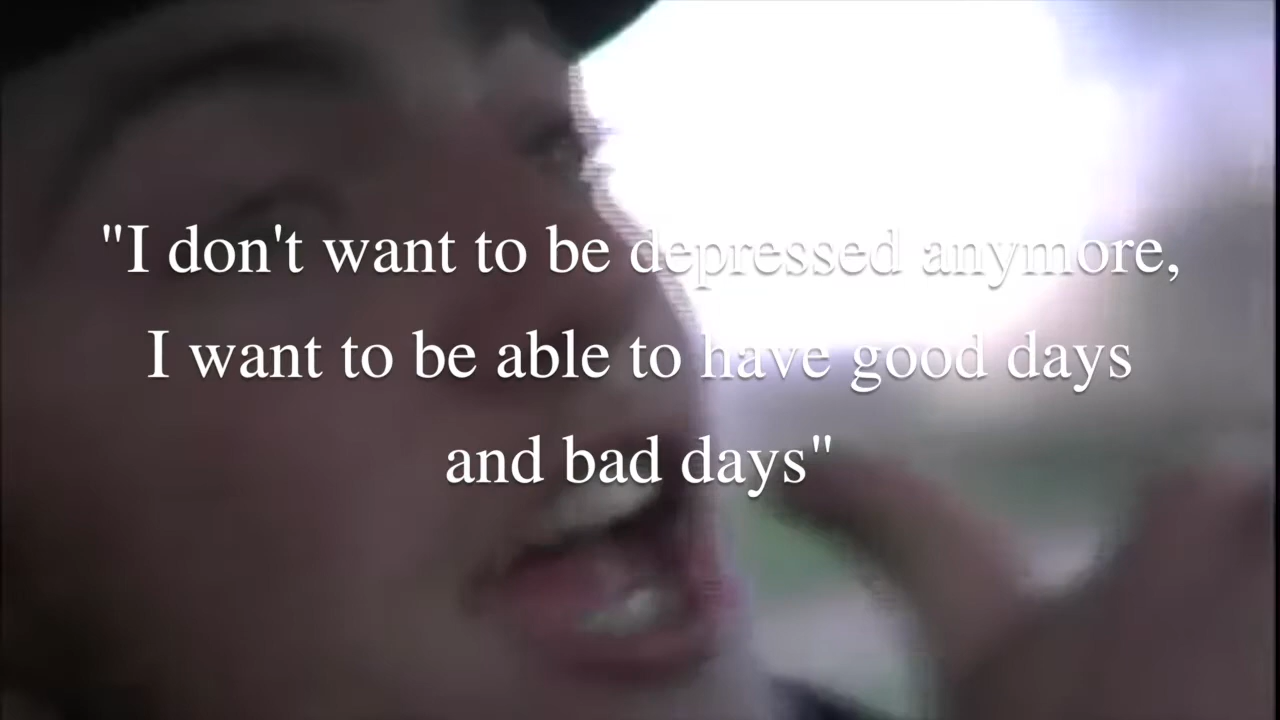 "I don't want to be depressed anymore,
I want to be able to have good days
and bad days"